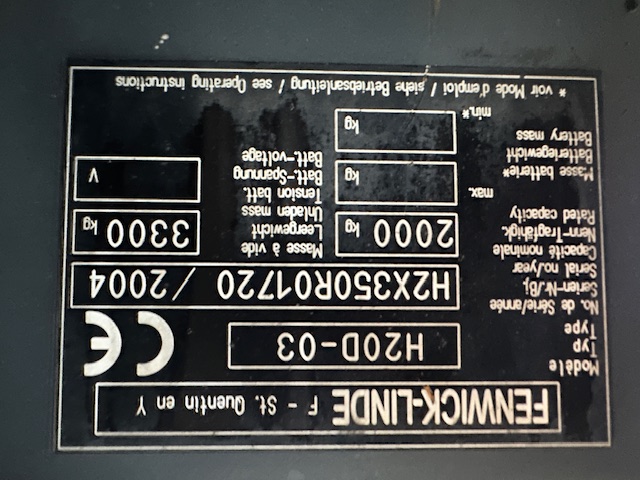 FENWICK-LINDE F - St. Quentin en Y
Modèle
Typ
Type
H20D-03
CE
No. de Série/année
Serien-Nr./Bj.
Serial no./year
H2X350R01720 / 2004
Capacité nominale
Nenn-Tragfähigk.
Rated capacity
2000 kg
Masse à vide
Leergewicht
Unladen mass
3300 kg
Masse batterie*
Batteriegewicht
Battery mass
max.
kg
min.*
kg
Tension batt.
Batt.-Spannung
Batt.-voltage
V
* voir Mode d'emploi / siehe Betriebsanleitung / see Operating instructions